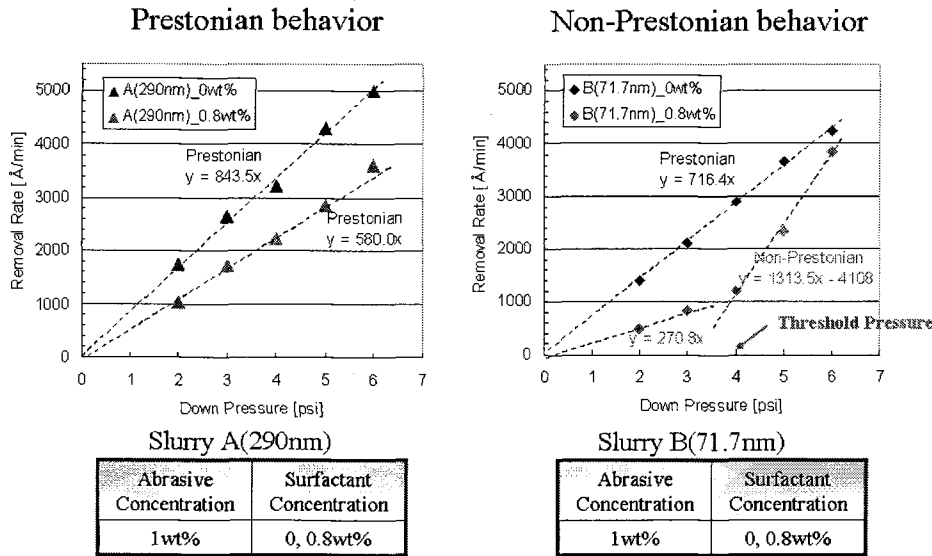 Prestonian behavior
Removal Rate [ Å/min]
5000
4000
3000
2000
1000
0
A(290nm)_0wt%
A(290nm)_0.8wt%
Prestonian
y = 843.5x
Prestonian
y = 580.0x
0 1 2 3 4 5 6 7
Down Pressure [psi]
Slurry A(290nm)
Abrasive Concentration
Surfactant Concentration
1wt%
0, 0.8wt%
Non-Prestonian behavior
Removal Rate [ Å/min]
5000
4000
3000
2000
1000
0
B(71.7nm)_0wt%
B(71.7nm)_0.8wt%
Prestonian
y = 716.4x
Non-Prestonian
y = 1313.5x - 4108
Threshold Pressure
y = 270.8x
0 1 2 3 4 5 6 7
Down Pressure [psi]
Slurry B(71.7nm)
Abrasive Concentration
Surfactant Concentration
1wt%
0, 0.8wt%